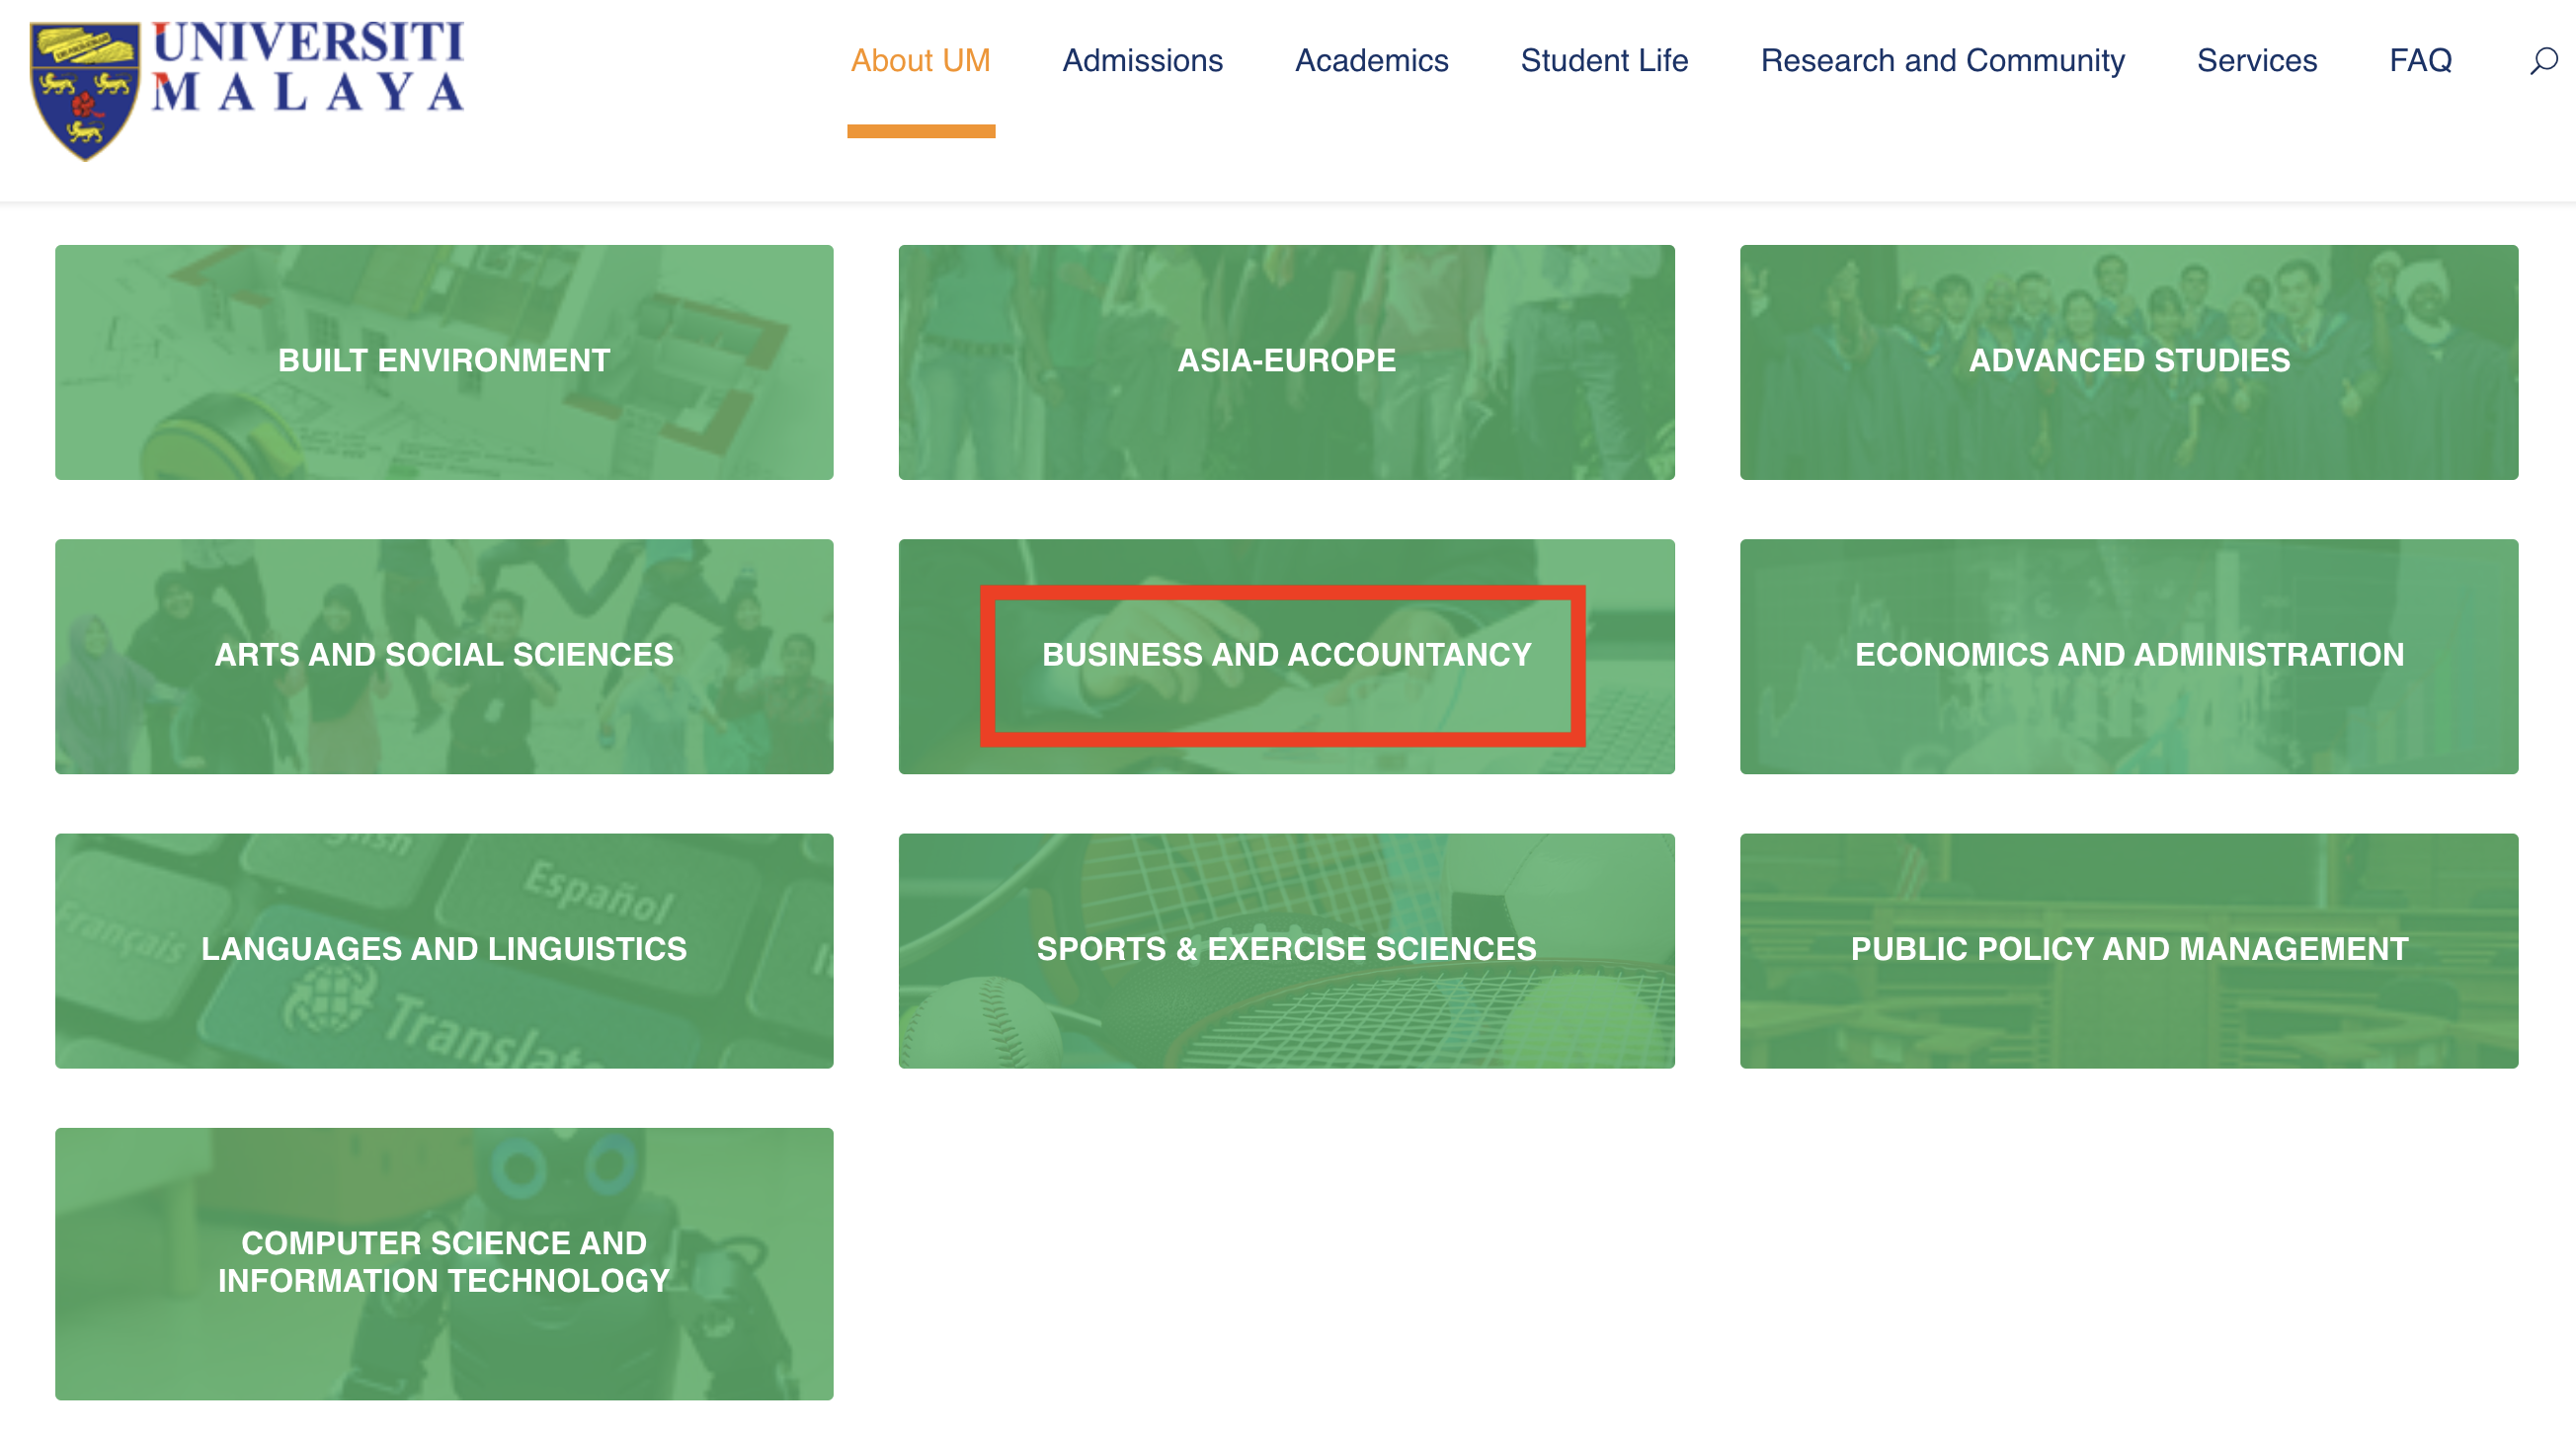 UNIVERSITI
MALAYA
About UM
Admissions
Academics
Student Life
Research and Community
Services
FAQ
BUILT ENVIRONMENT
ASIA-EUROPE
ADVANCED STUDIES
ARTS AND SOCIAL SCIENCES
BUSINESS AND ACCOUNTANCY
ECONOMICS AND ADMINISTRATION
Español
Français
LANGUAGES AND LINGUISTICS
SPORTS & EXERCISE SCIENCES
PUBLIC POLICY AND MANAGEMENT
COMPUTER SCIENCE AND
INFORMATION TECHNOLOGY